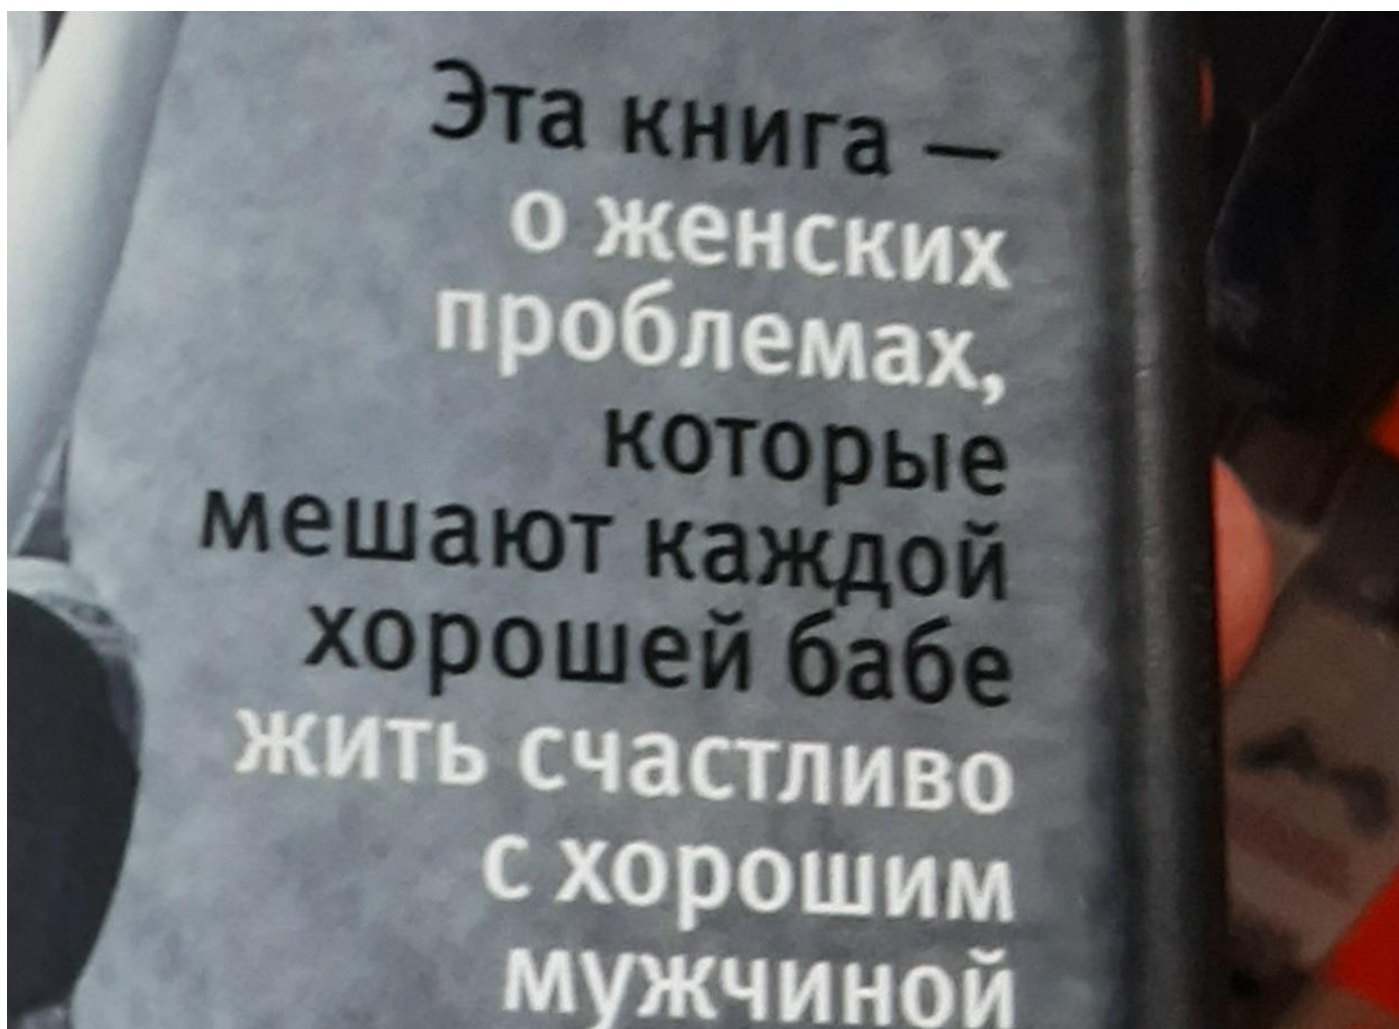 Эта книга —
о женских
проблемах,
которые
мешают каждой
хорошей бабе
жить счастливо
с хорошим
мужчиной